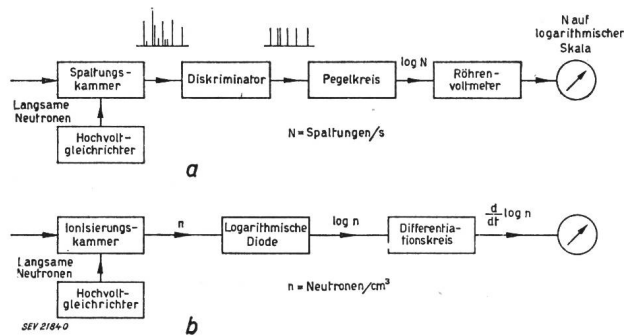 N auf
logarithmischer
Skala
Spaltungs-
kammer
Diskriminator
Pegelkreis
log N
Röhren-
voltmeter
Langsame
Neutronen
Hochvolt-
gleichrichter
N = Spaltungen/s
a
Ionisierungs-
kammer
n
Logarithmische
Diode
log n
Differentia-
tionskreis
d/dt log n
Langsame
Neutronen
Hochvolt-
gleichrichter
n = Neutronen/cm³
SEV 21840
b